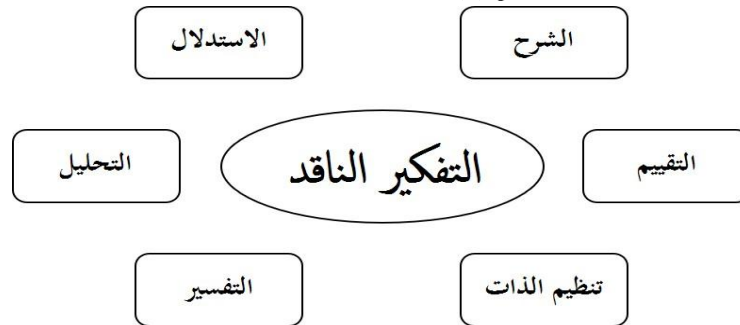 الشرح
الاستدلال
التقييم
التفكير الناقد
التحليل
تنظيم الذات
التفسير